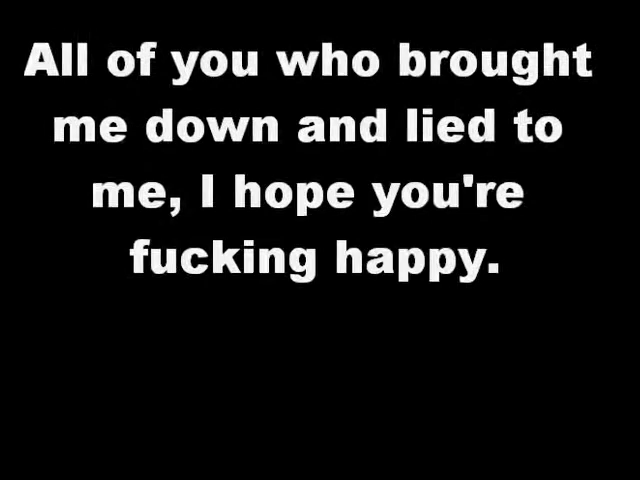 All of you who brought
me down and lied to
me, I hope you're
fucking happy.